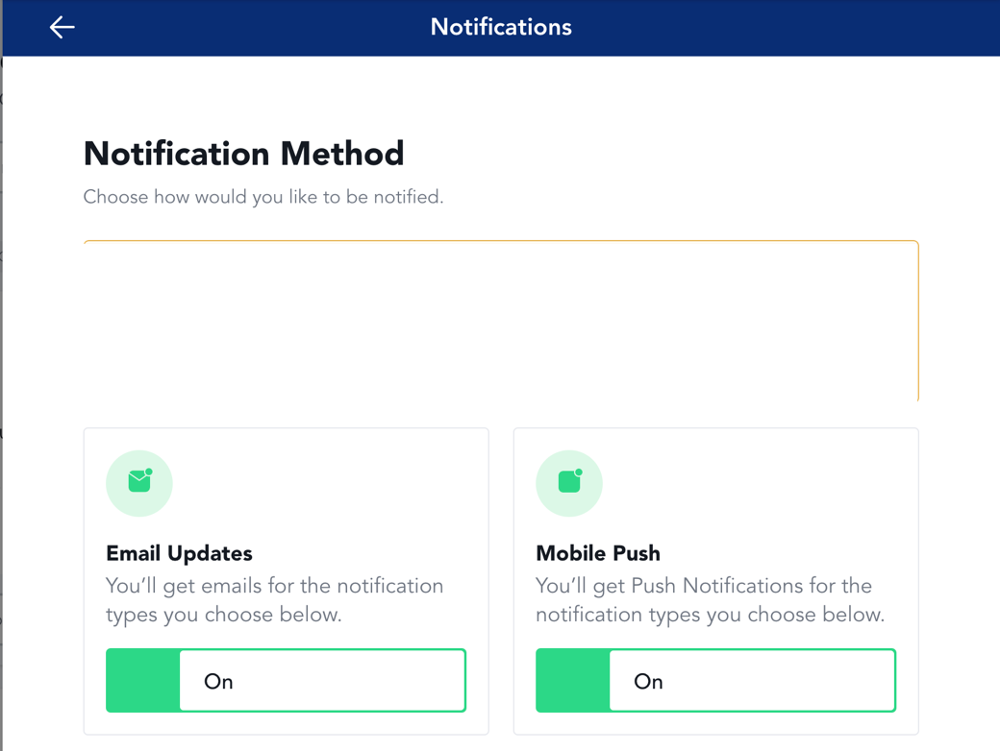 Notifications
Notification Method
Choose how would you like to be notified.
Email Updates
You’ll get emails for the notification
types you choose below.
On
Mobile Push
You’ll get Push Notifications for the
notification types you choose below.
On